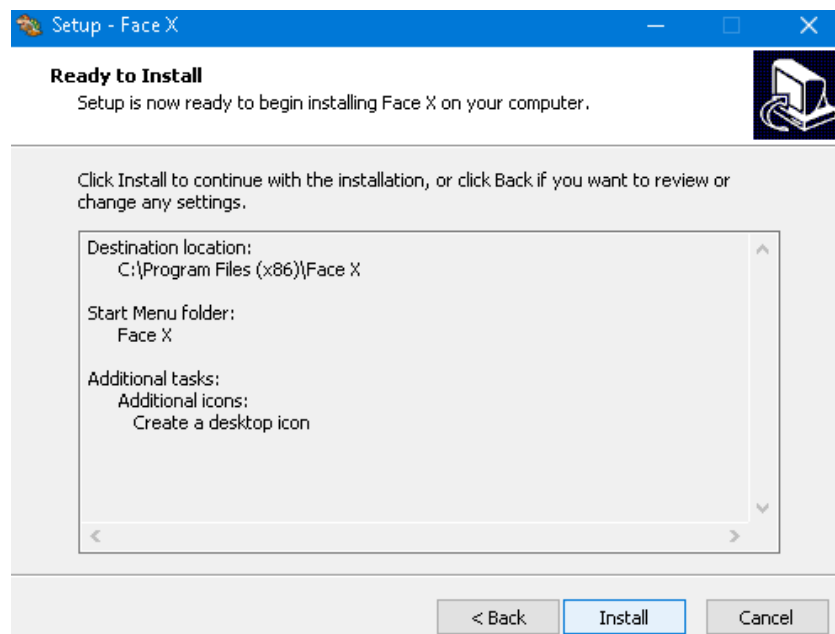 Setup - Face X
Ready to Install
Setup is now ready to begin installing Face X on your computer.
Click Install to continue with the installation, or click Back if you want to review or
change any settings.
Destination location:
C:\Program Files (x86)\Face X
Start Menu folder:
Face X
Additional tasks:
Additional icons:
Create a desktop icon
< Back
Install
Cancel